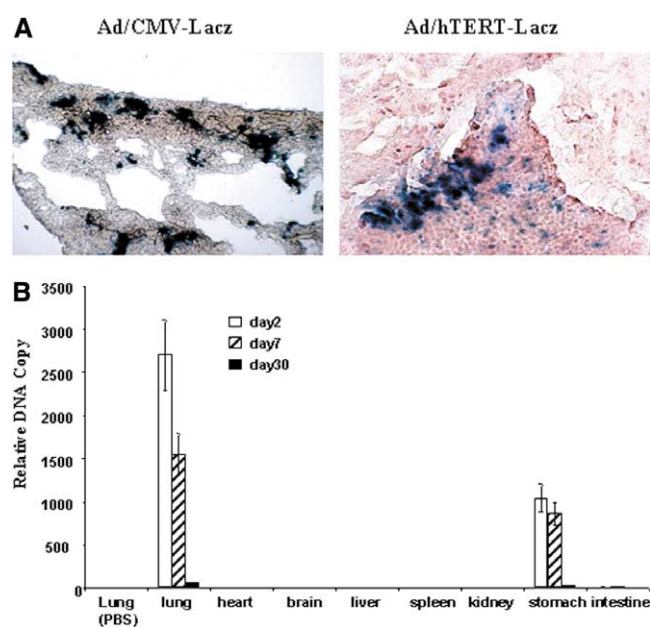 A
Ad/CMV-Lacz
Ad/hTERT-Lacz
B
Relative DNA Copy
3500
3000
2500
2000
1500
1000
500
0
day2
day7
day30
Lung (PBS)
lung
heart
brain
liver
spleen
kidney
stomach
intestine